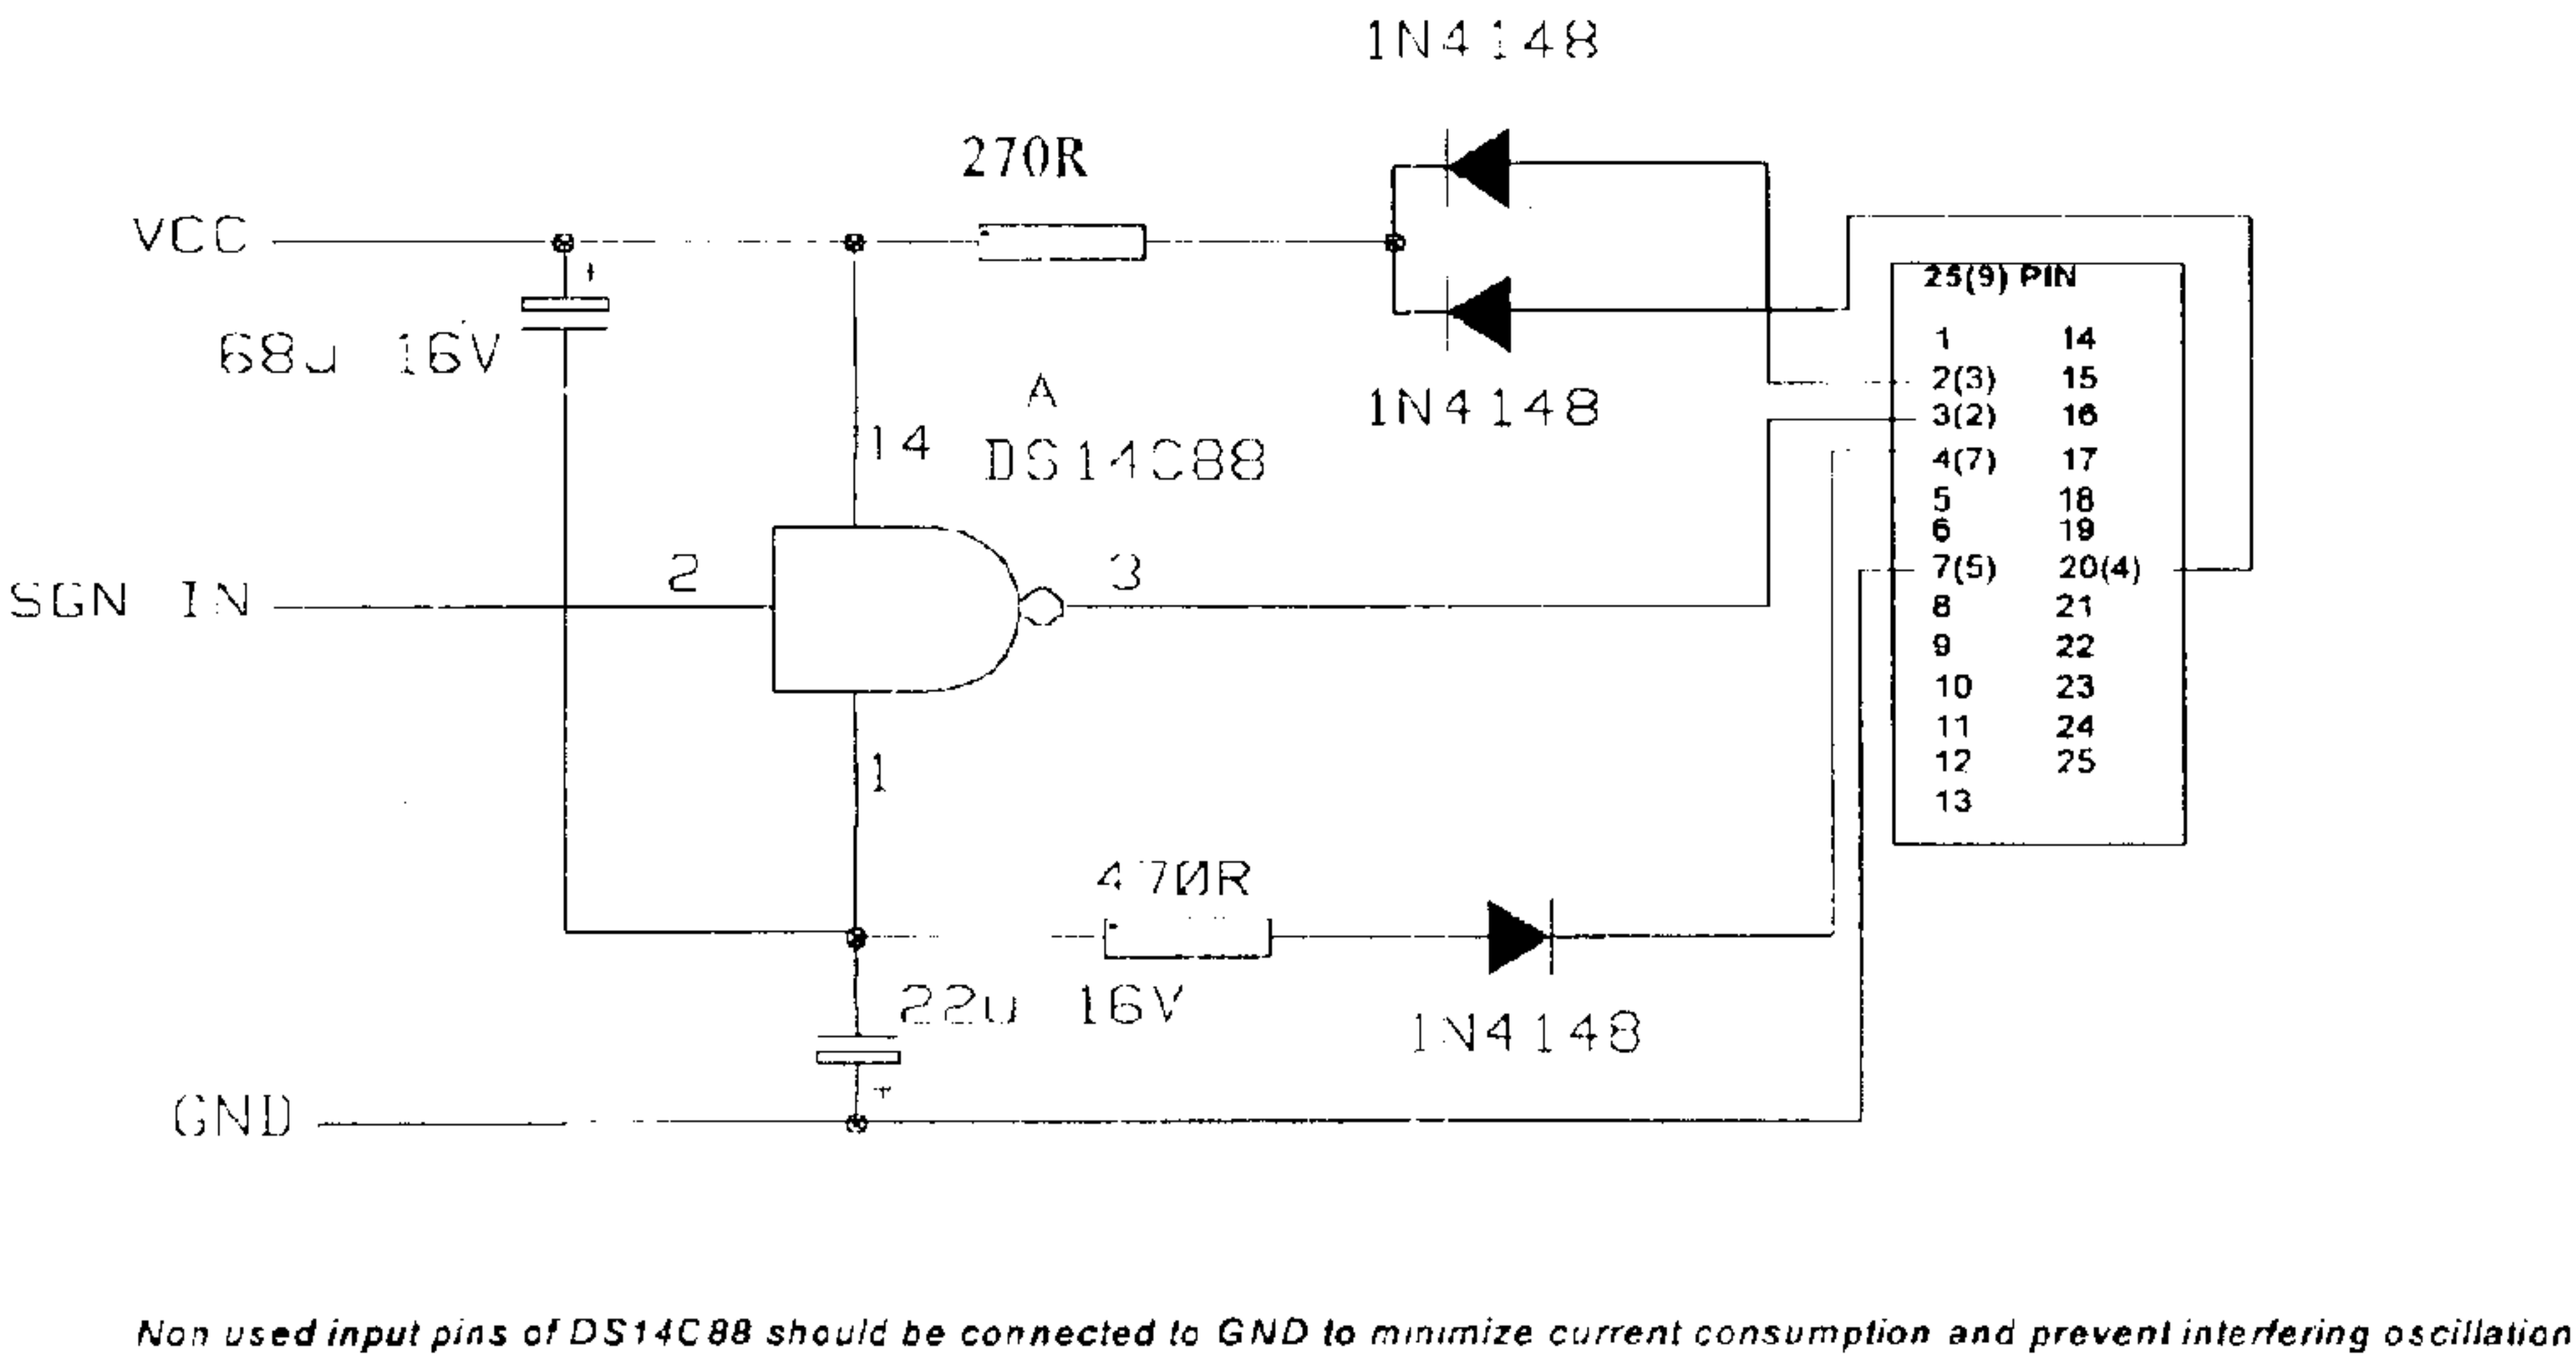 1N4148
270R
VCC
+
68u 16V
A
DS14C88
1N4148
14
SGN IN
2
3
1
470R
22u 16V
1N4148
+
GND
25(9) PIN
1 14
2(3) 15
3(2) 16
4(7) 17
5 18
6 19
7(5) 20(4)
8 21
9 22
10 23
11 24
12 25
13
Non used input pins of DS14C88 should be connected to GND to minimize current consumption and prevent interfering oscillation